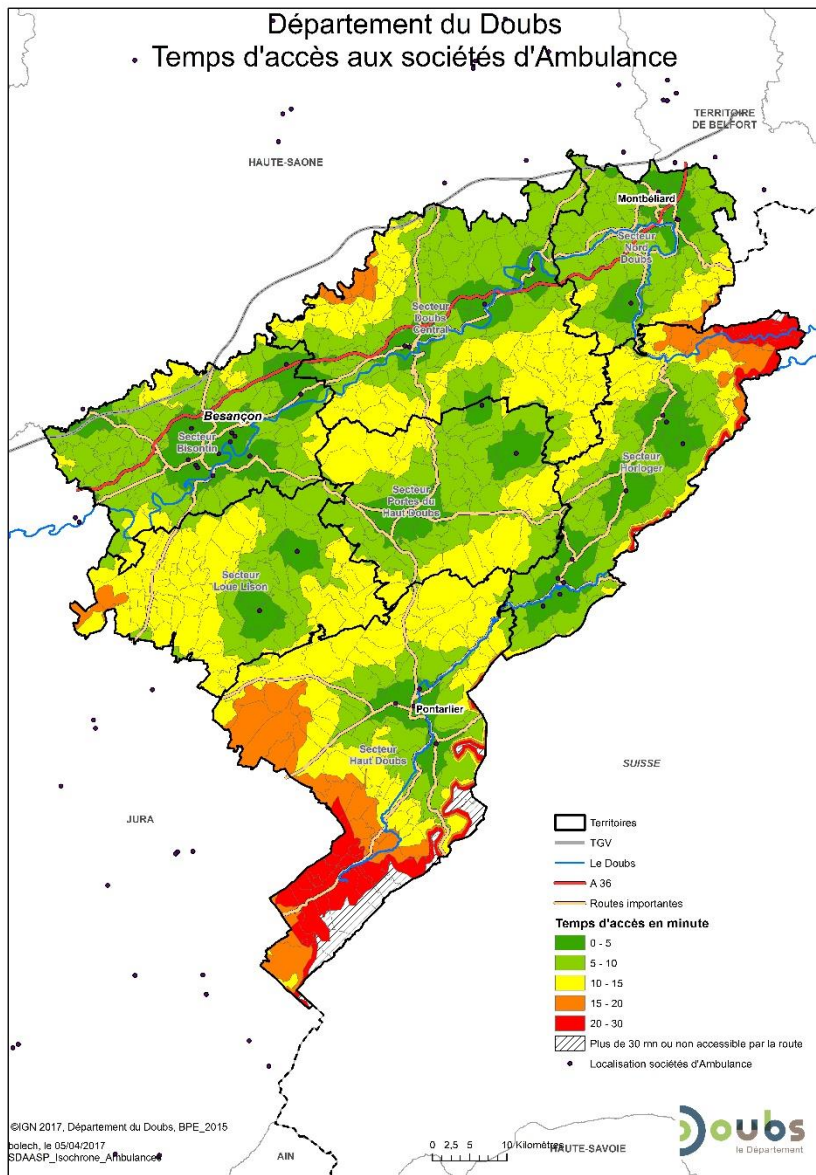 Département du Doubs
Temps d'accès aux sociétés d'Ambulance
TERRITOIRE
DE BELFORT
HAUTE-SAONE
Montbéliard
Secteur
Nord
Doubs
Secteur
Doubs
Central
Besançon
Secteur
Bisontin
Secteur
Horloger
Secteur
Portes du
Haut Doubs
Secteur
Loue Lison
Pontarlier
Secteur
Haut Doubs
SUISSE
JURA
Territoires
TGV
Le Doubs
A 36
Routes importantes
Temps d'accès en minute
0 - 5
5 - 10
10 - 15
15 - 20
20 - 30
Plus de 30 mn ou non accessible par la route
Localisation sociétés d'Ambulance
©IGN 2017, Département du Doubs, BPE_2015
bolech, le 05/04/2017
SDAASP_Isochrone_Ambulances
AIN
0 2,5 5 10 Kilomètres
HAUTE-SAVOIE
Doubs
le Département